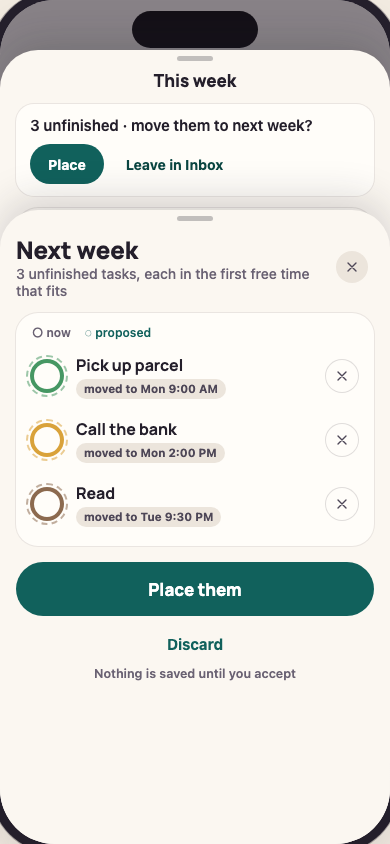 This week
3 unfinished · move them to next week?
Place
Leave in Inbox
Next week
3 unfinished tasks, each in the first free time
that fits
now
proposed
Pick up parcel
moved to Mon 9:00 AM
Call the bank
moved to Mon 2:00 PM
Read
moved to Tue 9:30 PM
Place them
Discard
Nothing is saved until you accept